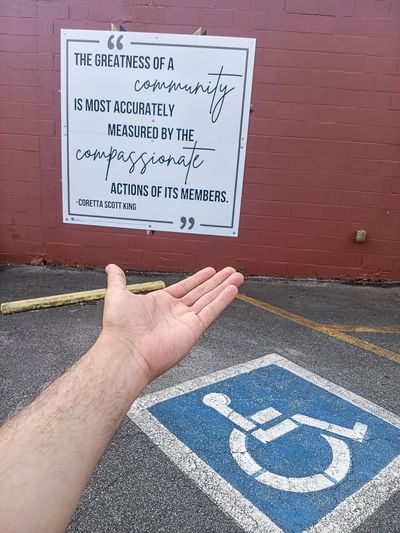 “
THE GREATNESS OF A
community
IS MOST ACCURATELY
MEASURED BY THE
compassionate
ACTIONS OF ITS MEMBERS.
-CORETTA SCOTT KING
”